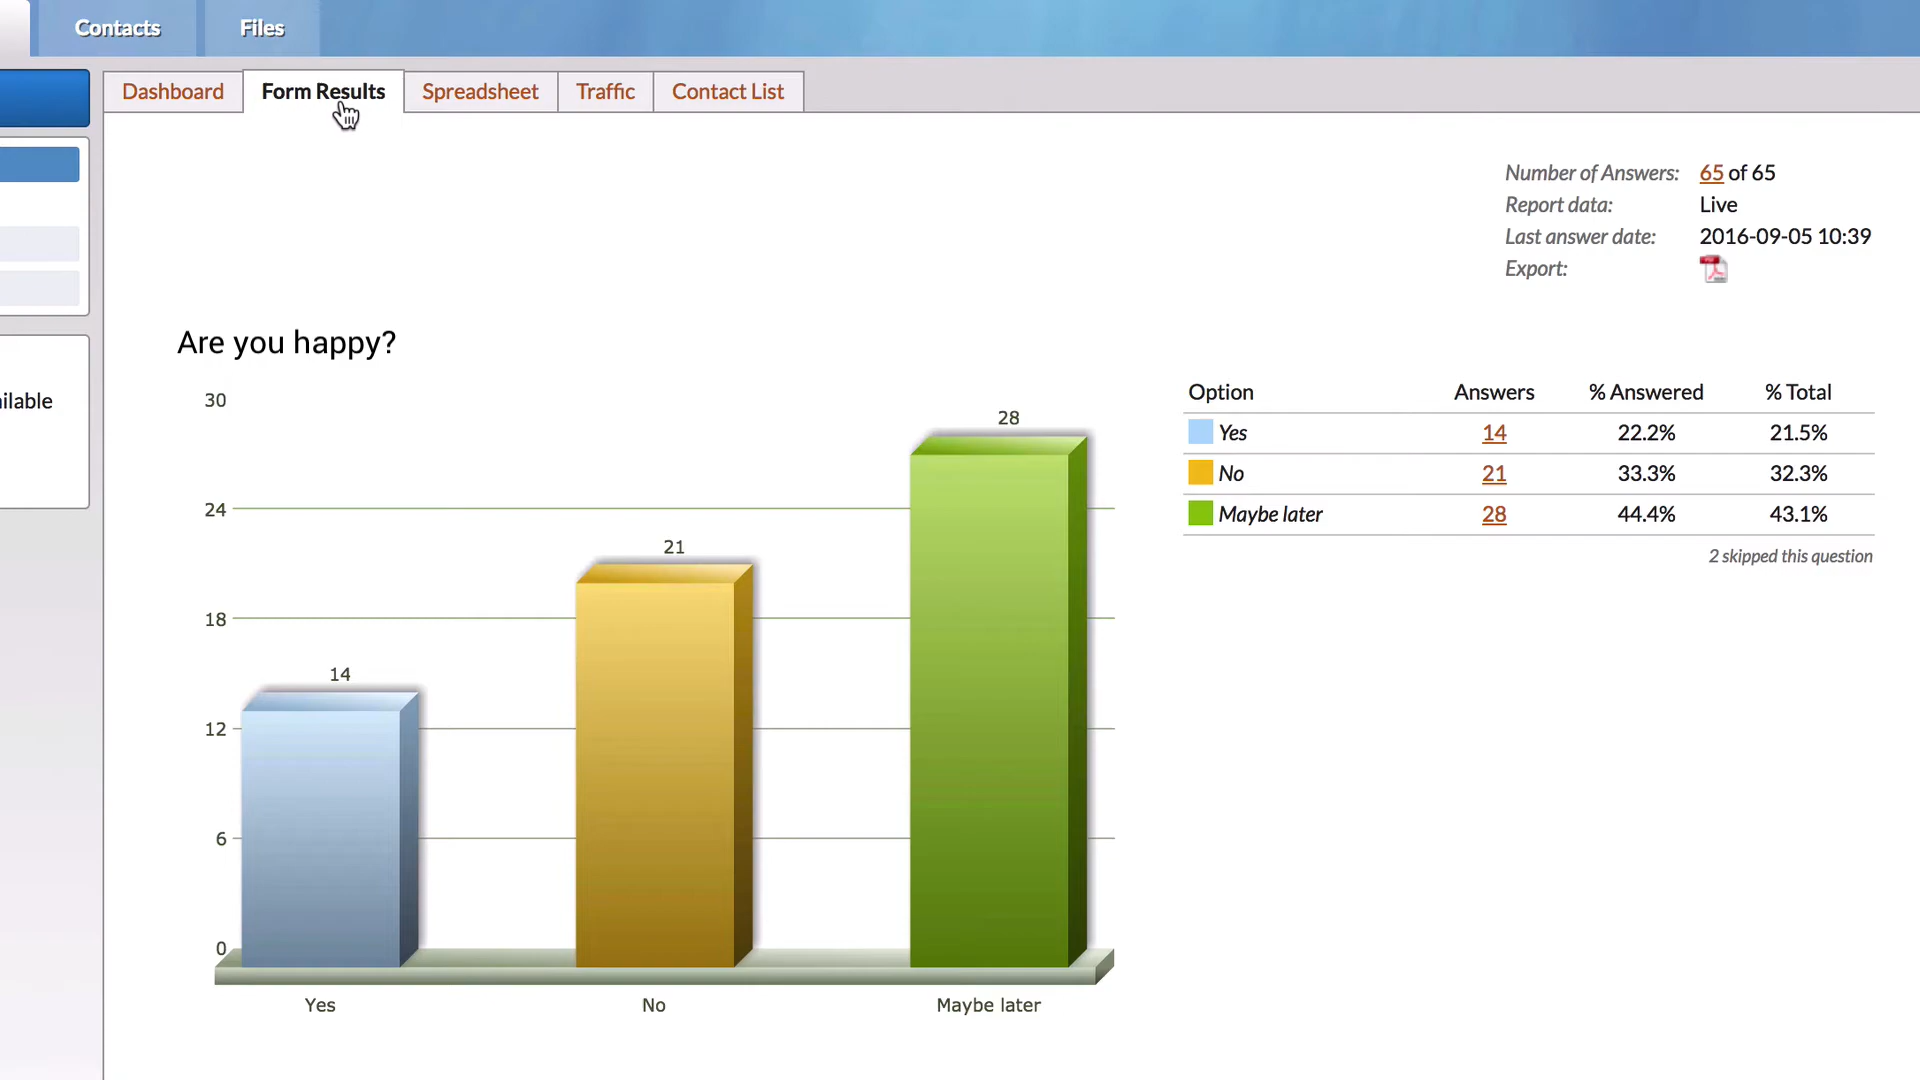 Contacts Files
Dashboard Form Results Spreadsheet Traffic Contact List
Number of Answers: 65 of 65
Report data: Live
Last answer date: 2016-09-05 10:39
Export:
Are you happy?
ilable
Option Answers % Answered % Total
Yes 14 22.2% 21.5%
No 21 33.3% 32.3%
Maybe later 28 44.4% 43.1%
2 skipped this question
30
24
18
12
6
0
14
21
28
Yes No Maybe later